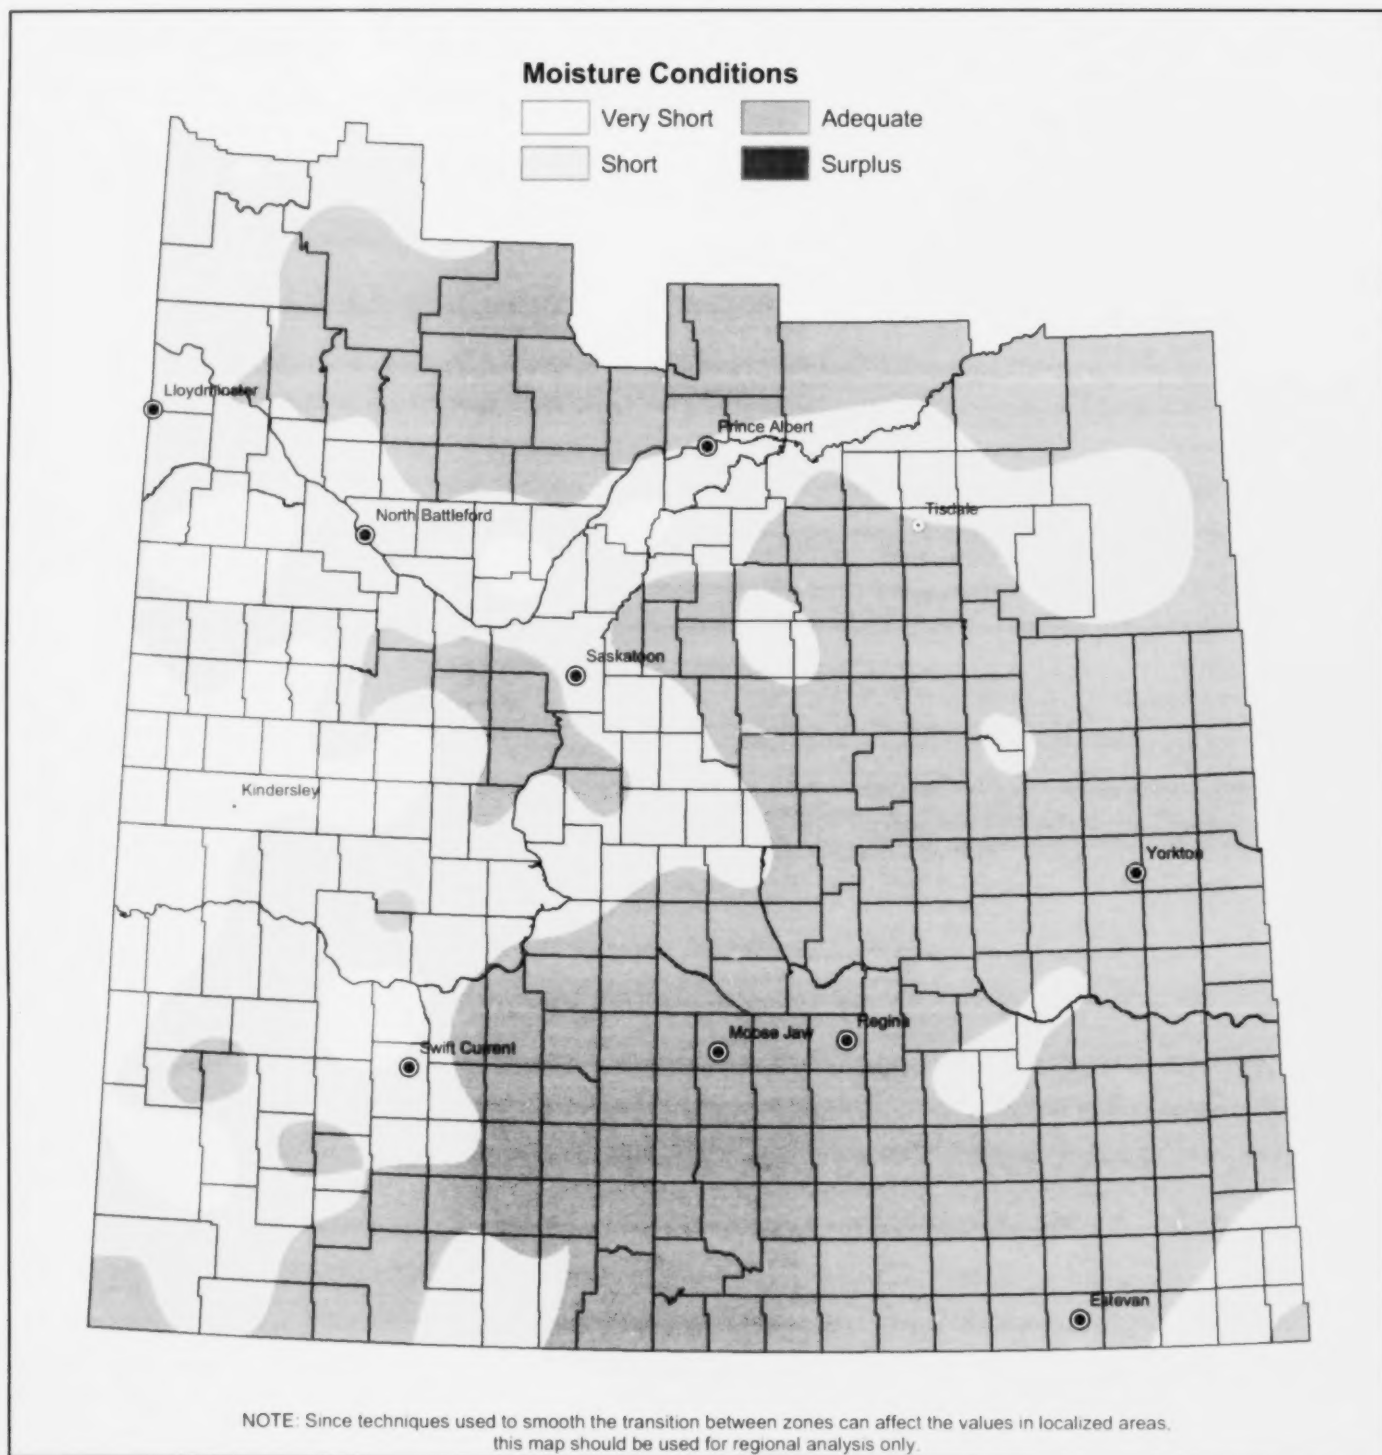 Moisture Conditions
Very Short
Adequate
Short
Surplus
Lloydminster
Prince Albert
North Battleford
Tisdale
Saskatoon
Kindersley
Yorkton
Moose Jaw
Regina
Swift Current
Estevan
NOTE: Since techniques used to smooth the transition between zones can affect the values in localized areas,
this map should be used for regional analysis only.